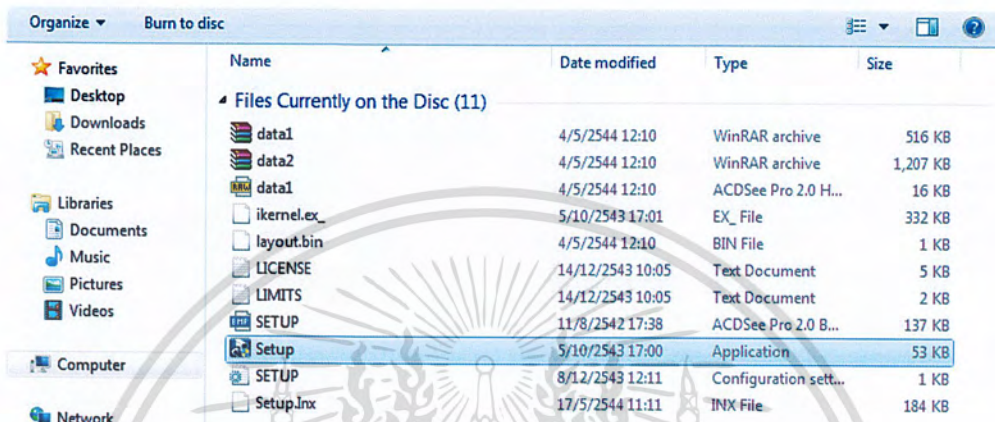 Organize Burn to disc
Favorites
Desktop
Downloads
Recent Places
Libraries
Documents
Music
Pictures
Videos
Computer
Network
Name Date modified Type Size
Files Currently on the Disc (11)
data1 4/5/2544 12:10 WinRAR archive 516 KB
data2 4/5/2544 12:10 WinRAR archive 1,207 KB
data1 4/5/2544 12:10 ACDSee Pro 2.0 H... 16 KB
ikernel.ex_ 5/10/2543 17:01 EX_ File 332 KB
layout.bin 4/5/2544 12:10 BIN File 1 KB
LICENSE 14/12/2543 10:05 Text Document 5 KB
LIMITS 14/12/2543 10:05 Text Document 2 KB
SETUP 11/8/2542 17:38 ACDSee Pro 2.0 B... 137 KB
Setup 5/10/2543 17:00 Application 53 KB
SETUP 8/12/2543 12:11 Configuration sett... 1 KB
Setup.Inx 17/5/2544 11:11 INX File 184 KB